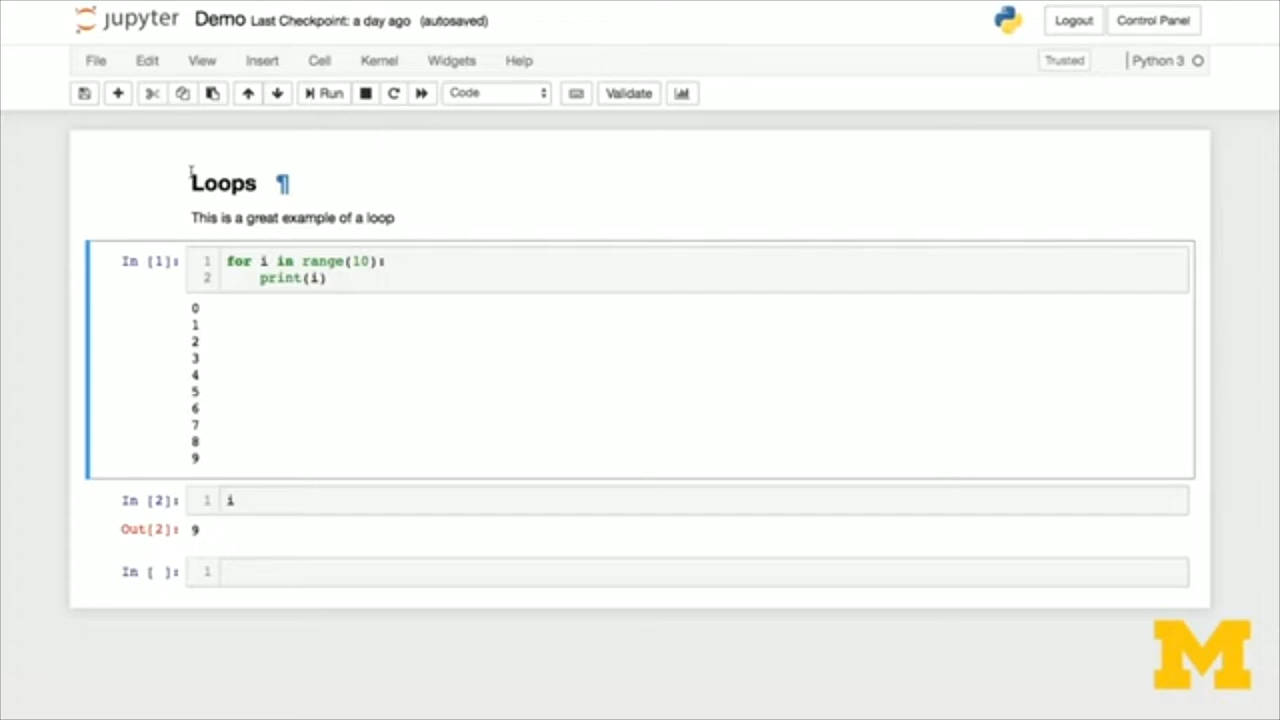 jupyter Demo Last Checkpoint: a day ago (autosaved) Logout Control Panel
File Edit View Insert Cell Kernel Widgets Help Trusted Python 3
Run Code Validate
Loops ¶
This is a great example of a loop
In [1]: 1 for i in range(10):
2 print(i)
0
1
2
3
4
5
6
7
8
9
In [2]: 1 i
Out[2]: 9
In [ ]: 1
M